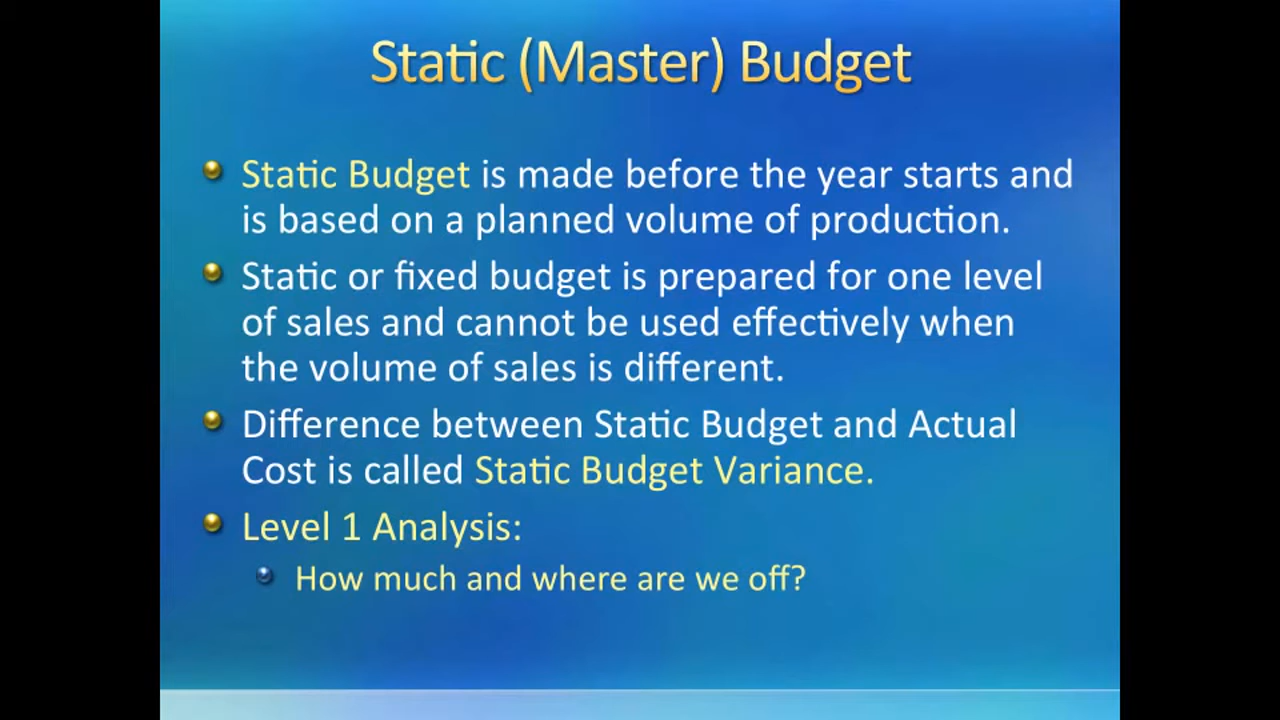 Static (Master) Budget
Static Budget is made before the year starts and
is based on a planned volume of production.
Static or fixed budget is prepared for one level
of sales and cannot be used effectively when
the volume of sales is different.
Difference between Static Budget and Actual
Cost is called Static Budget Variance.
Level 1 Analysis:
How much and where are we off?